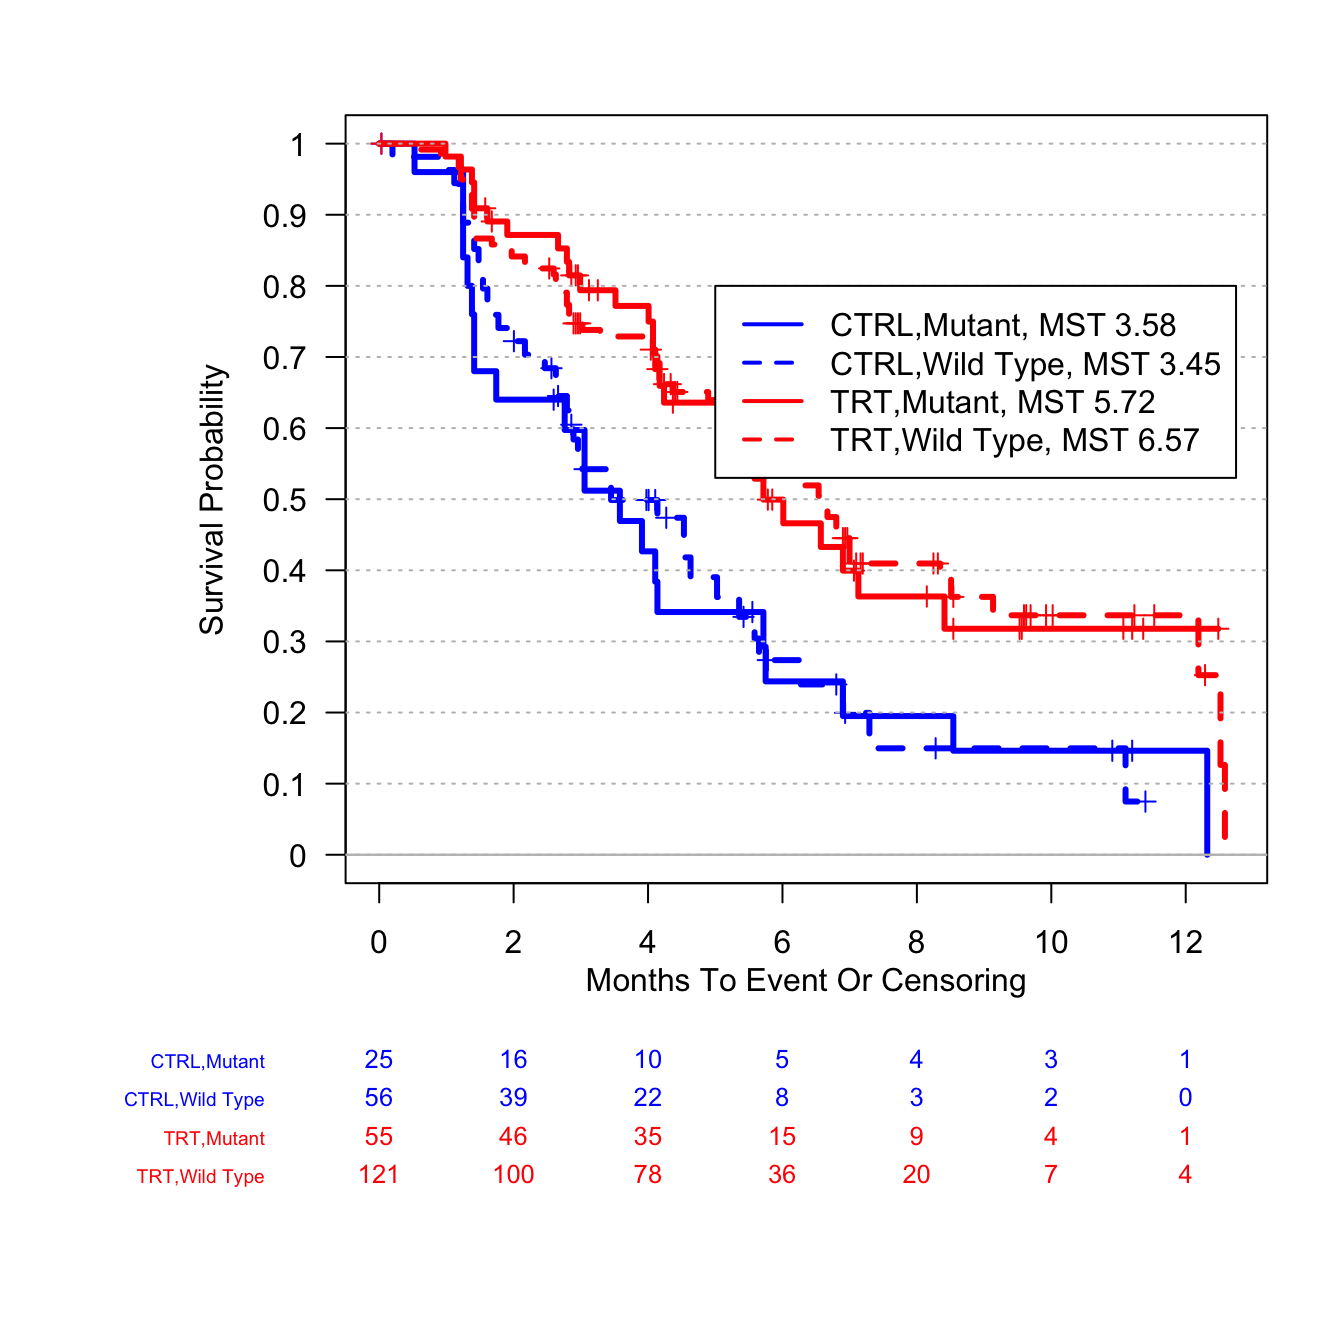 1
0.9
0.8
0.7
0.6
0.5
0.4
0.3
0.2
0.1
0
Survival Probability
CTRL,Mutant, MST 3.58
CTRL,Wild Type, MST 3.45
TRT,Mutant, MST 5.72
TRT,Wild Type, MST 6.57
0 2 4 6 8 10 12
Months To Event Or Censoring
CTRL,Mutant 25 16 10 5 4 3 1
CTRL,Wild Type 56 39 22 8 3 2 0
TRT,Mutant 55 46 35 15 9 4 1
TRT,Wild Type 121 100 78 36 20 7 4